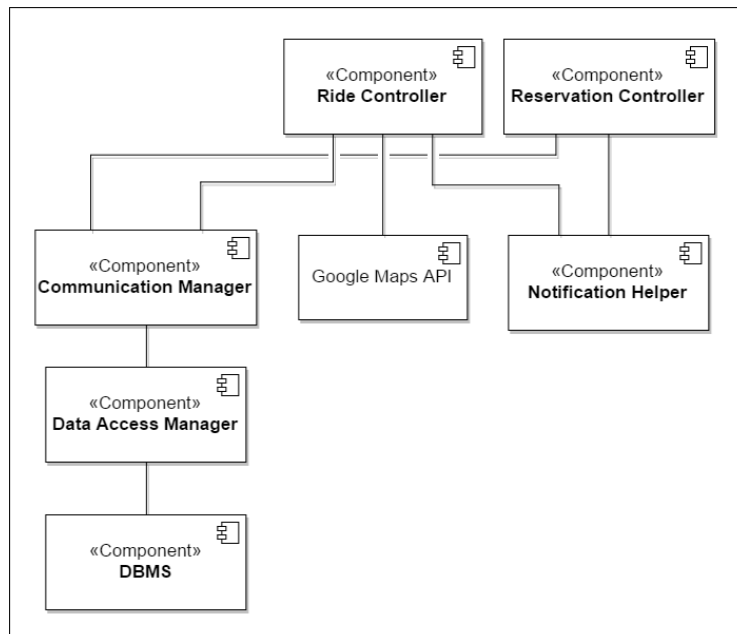 «Component»
Ride Controller
«Component»
Reservation Controller
«Component»
Communication Manager
Google Maps API
«Component»
Notification Helper
«Component»
Data Access Manager
«Component»
DBMS